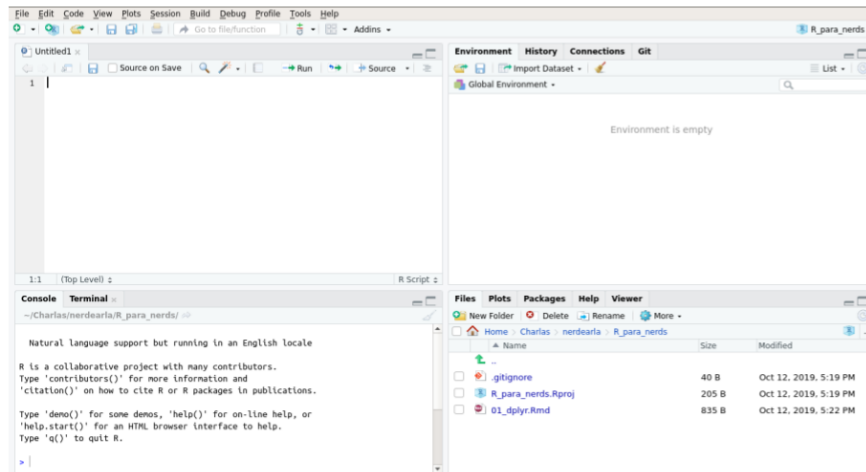 File Edit Code View Plots Session Build Debug Profile Tools Help
Go to file/function Addins R_para_nerds
Untitled1
Source on Save Run Source
1
1:1 (Top Level) R Script
Console Terminal
~/Charlas/nerdearla/R_para_nerds/
Natural language support but running in an English locale
R is a collaborative project with many contributors.
Type 'contributors()' for more information and
'citation()' on how to cite R or R packages in publications.
Type 'demo()' for some demos, 'help()' for on-line help, or
'help.start()' for an HTML browser interface to help.
Type 'q()' to quit R.
>
Environment History Connections Git
Import Dataset List
Global Environment
Environment is empty
Files Plots Packages Help Viewer
New Folder Delete Rename More
Home Charlas nerdearla R_para_nerds
Name Size Modified
..
.gitignore 40 B Oct 12, 2019, 5:19 PM
R_para_nerds.Rproj 205 B Oct 12, 2019, 5:19 PM
01_dplyr.Rmd 835 B Oct 12, 2019, 5:22 PM